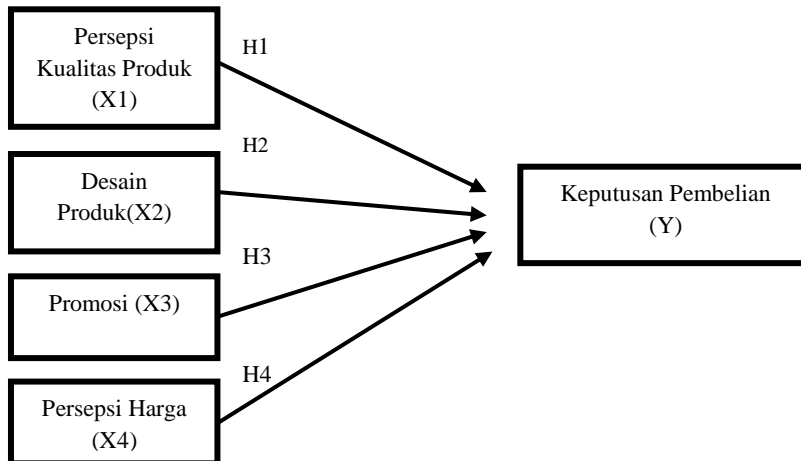 Persepsi
Kualitas Produk
(X1)
H1
H2
Desain
Produk(X2)
Keputusan Pembelian
(Y)
H3
Promosi (X3)
H4
Persepsi Harga
(X4)